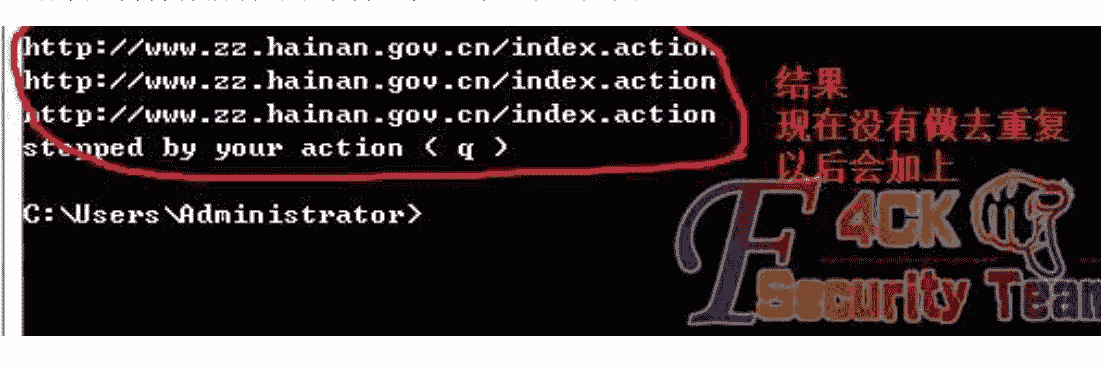 http://www.zz.hainan.gov.cn/index.action
http://www.zz.hainan.gov.cn/index.action
http://www.zz.hainan.gov.cn/index.action
stopped by your action ( q )
C:\Users\Administrator>
结果
现在没有做去重复
以后会加上
F4CK
Security Team